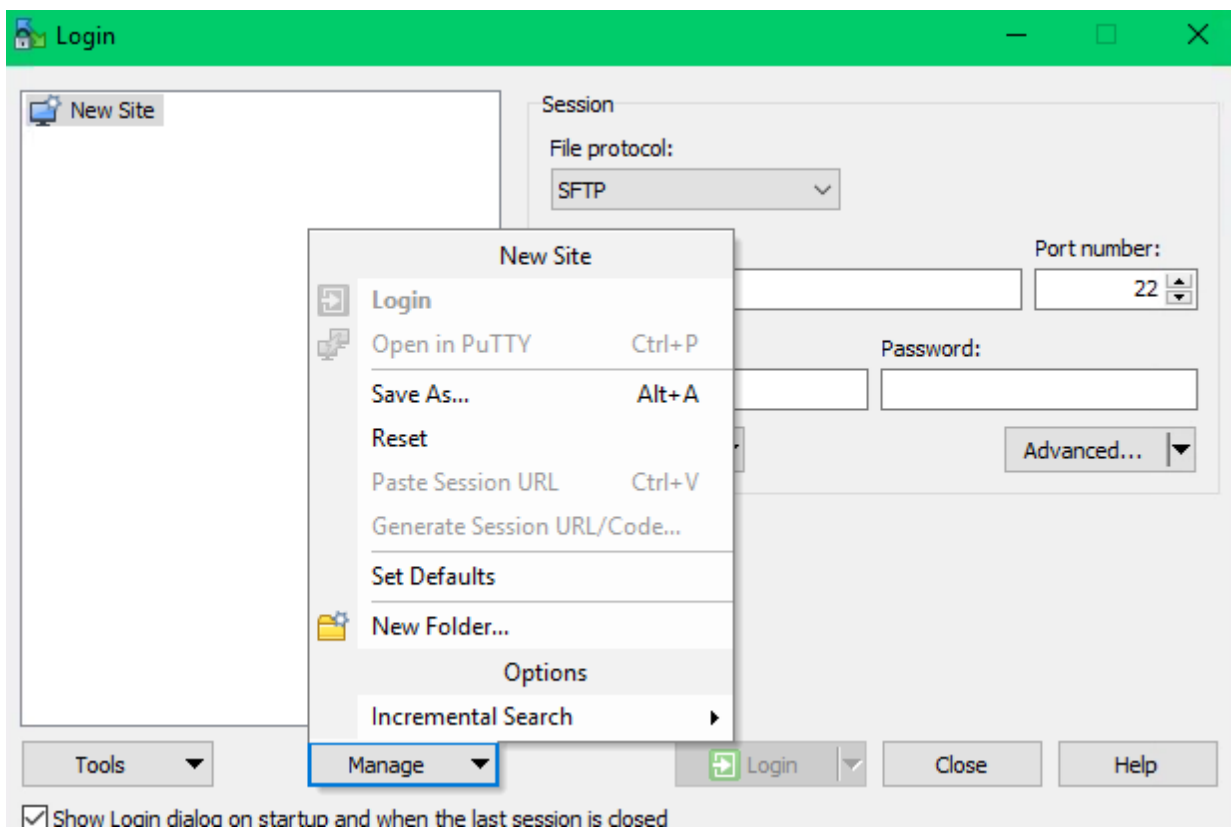 Login
New Site
Session
File protocol:
SFTP
Port number:
22
Password:
Advanced...
New Site
Login
Open in PuTTY Ctrl+P
Save As... Alt+A
Reset
Paste Session URL Ctrl+V
Generate Session URL/Code...
Set Defaults
New Folder...
Options
Incremental Search
Tools
Manage
Login
Close
Help
Show Login dialog on startup and when the last session is closed